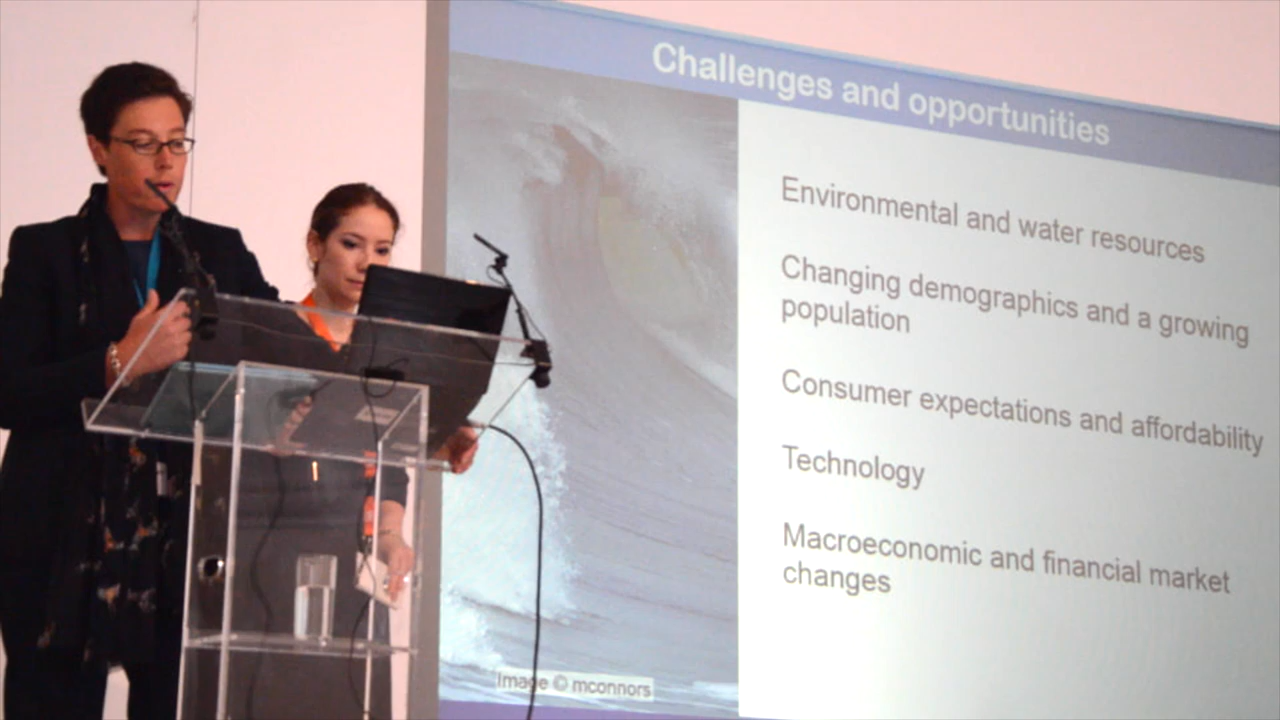 Challenges and opportunities
Environmental and water resources
Changing demographics and a growing
population
Consumer expectations and affordability
Technology
Macroeconomic and financial market
changes
Image © mconnors